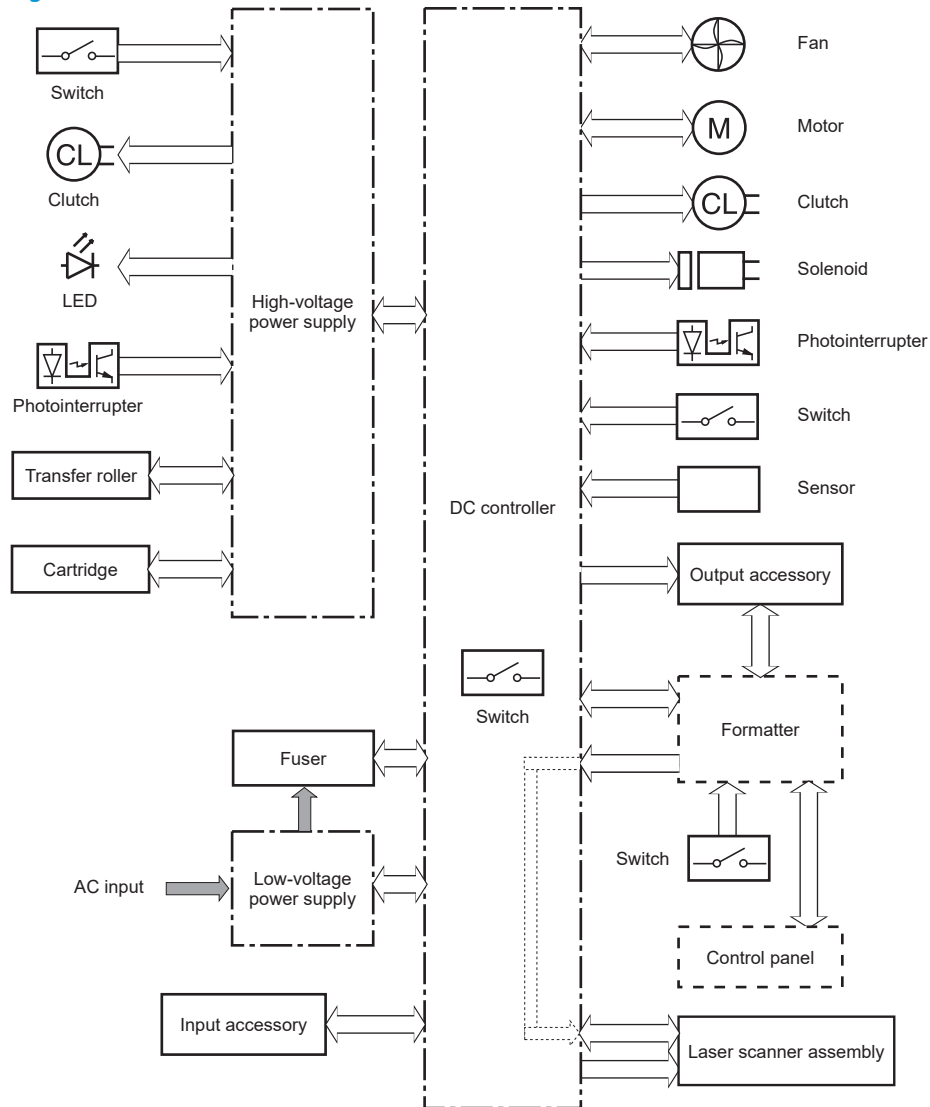 Switch
CL
Clutch
LED
Photointerrupter
Transfer roller
Cartridge
High-voltage
power supply
Fuser
AC input
Low-voltage
power supply
Input accessory
DC controller
Switch
Fan
M
Motor
CL
Clutch
Solenoid
Photointerrupter
Switch
Sensor
Output accessory
Formatter
Switch
Control panel
Laser scanner assembly